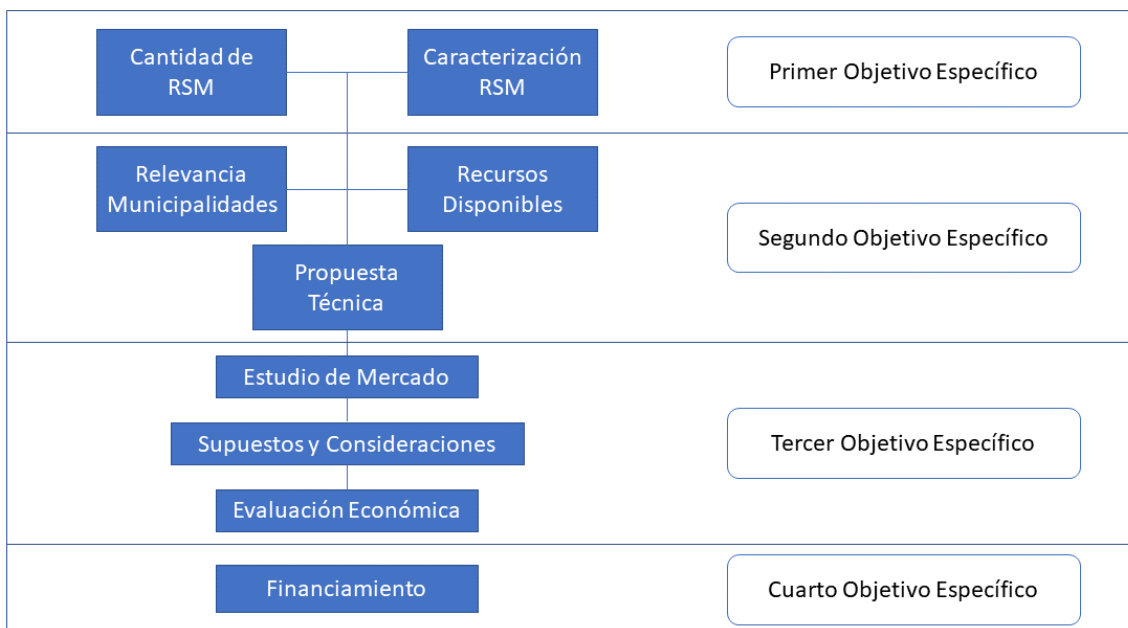 Cantidad de
RSM
Caracterización
RSM
Primer Objetivo Específico
Relevancia
Municipalidades
Recursos
Disponibles
Segundo Objetivo Específico
Propuesta
Técnica
Estudio de Mercado
Supuestos y Consideraciones
Tercer Objetivo Específico
Evaluación Económica
Financiamiento
Cuarto Objetivo Específico